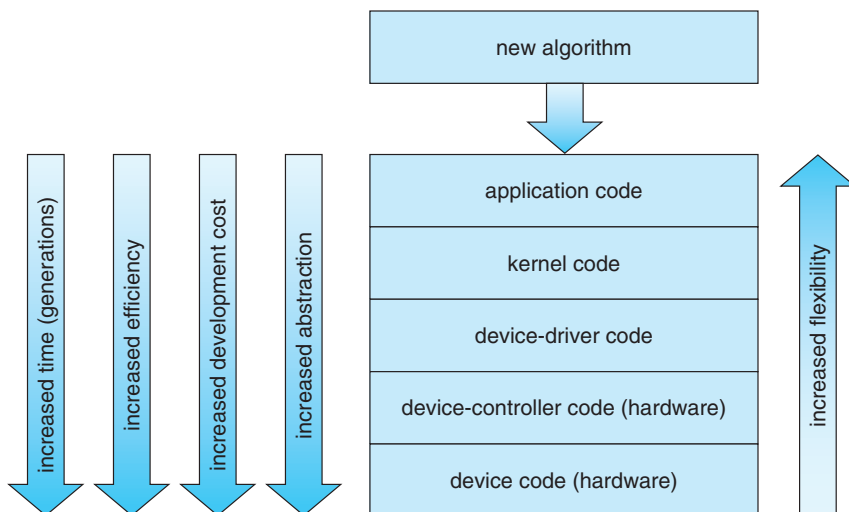 new algorithm
increased time (generations)
increased efficiency
increased development cost
increased abstraction
application code
kernel code
device-driver code
device-controller code (hardware)
device code (hardware)
increased flexibility